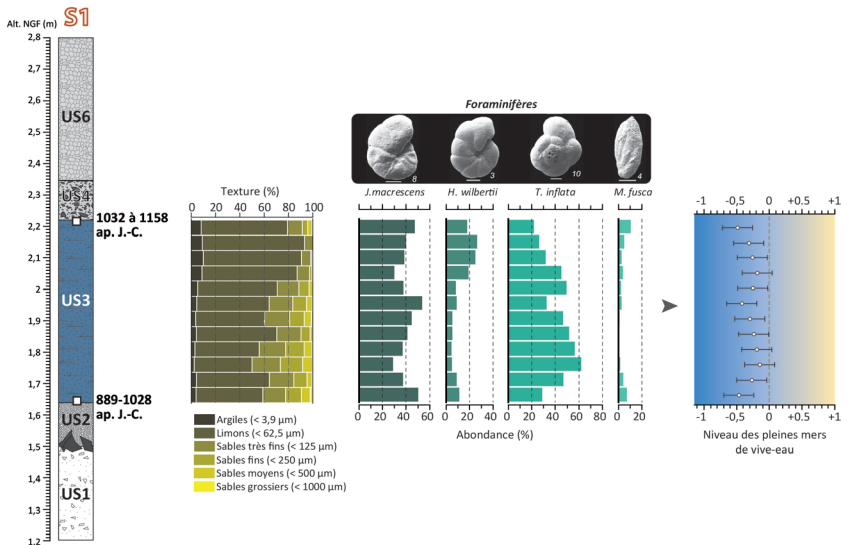 Alt. NGF (m)
S1
2,8
2,7
2,6
2,5
2,4
2,3
2,2
2,1
2
1,9
1,8
1,7
1,6
1,5
1,4
1,3
1,2
US6
US4
US3
US2
US1
1032 à 1158
ap. J.-C.
889-1028
ap. J.-C.
Texture (%)
0 20 40 60 80 100
Argiles (< 3,9 µm)
Limons (< 62,5 µm)
Sables très fins (< 125 µm)
Sables fins (< 250 µm)
Sables moyens (< 500 µm)
Sables grossiers (< 1000 µm)
Foraminifères
8 3 10 4
J.macrescens H. wilbertii T. inflata M. fusca
0 20 40 60 0 20 40 0 20 40 60 80 0 20
Abondance (%)
-1 -0,5 0 +0,5 +1
-1 -0,5 0 +0,5 +1
Niveau des pleines mers
de vive-eau